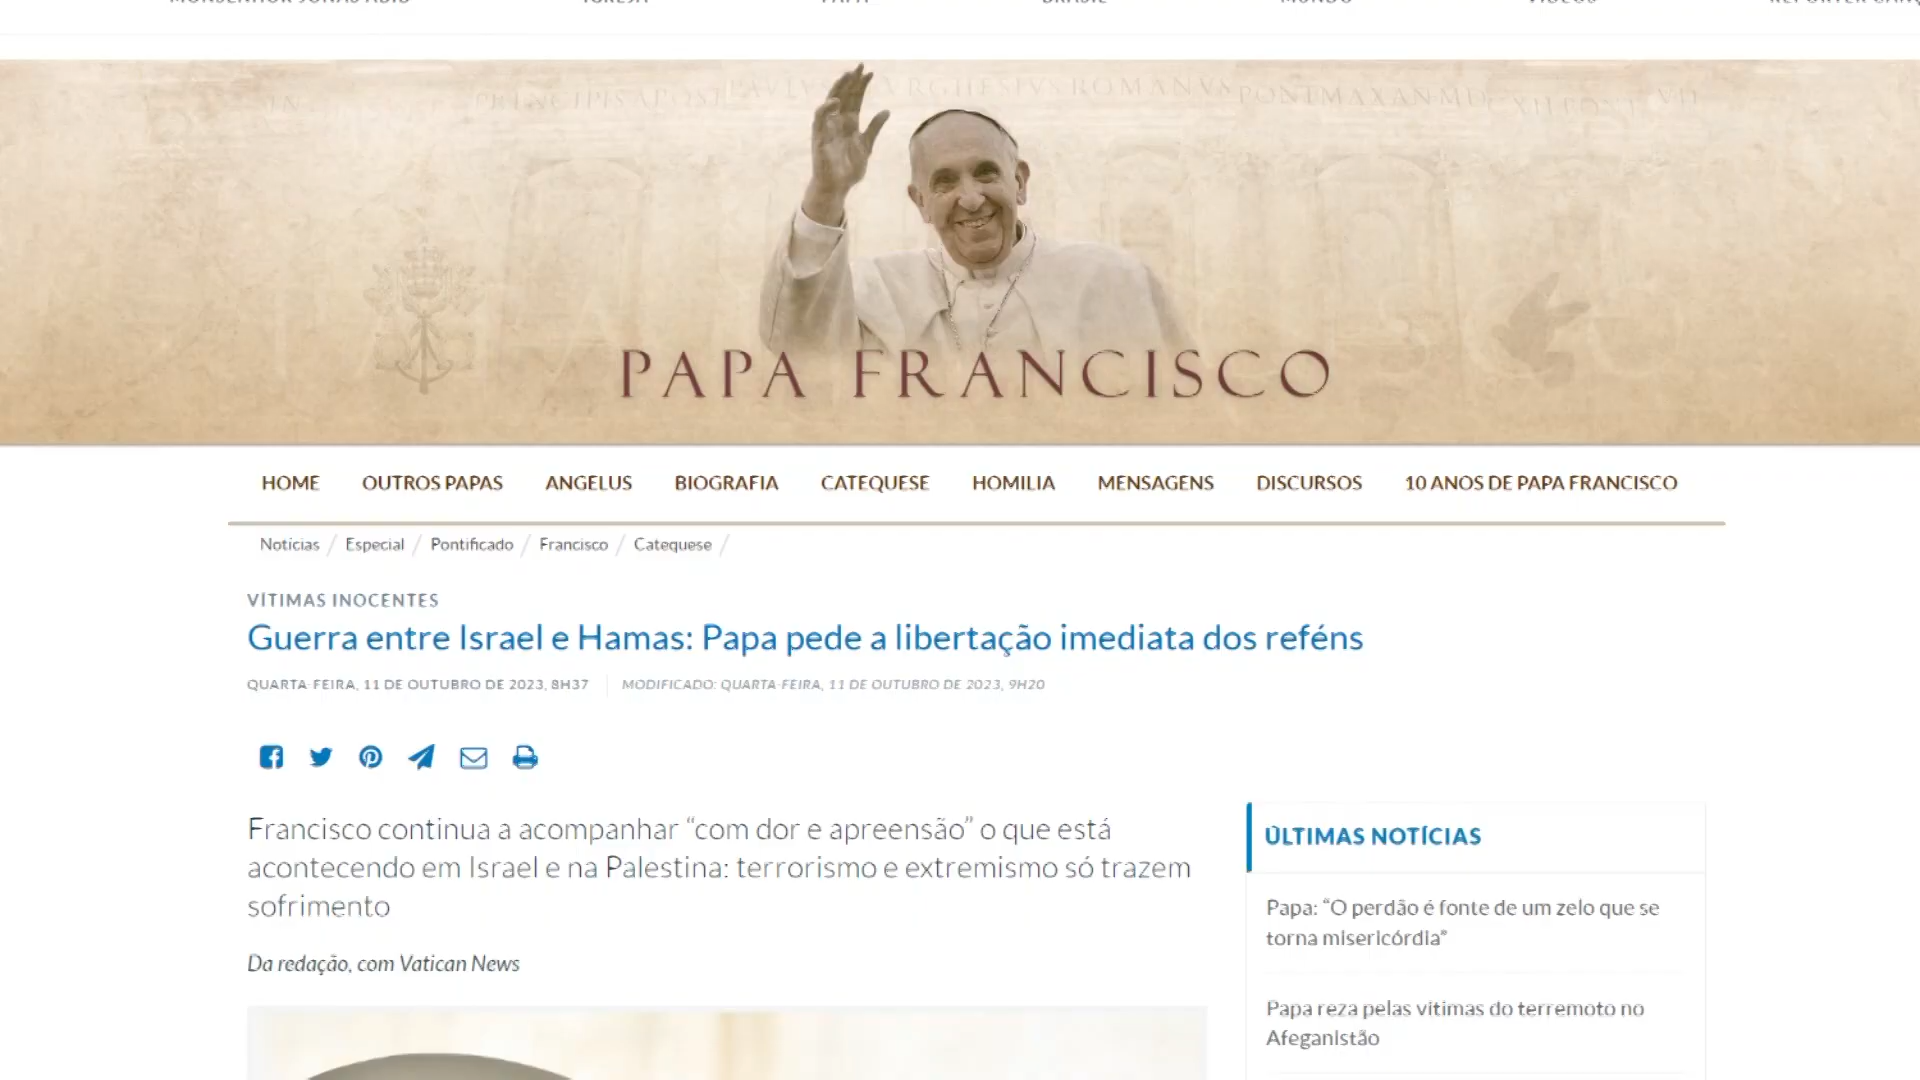 PAPA FRANCISCO
HOME OUTROS PAPAS ANGELUS BIOGRAFIA CATEQUESE HOMILIA MENSAGENS DISCURSOS 10 ANOS DE PAPA FRANCISCO
Notícias / Especial / Pontificado / Francisco / Catequese /
VÍTIMAS INOCENTES
Guerra entre Israel e Hamas: Papa pede a libertação imediata dos reféns
QUARTA-FEIRA, 11 DE OUTUBRO DE 2023, 8H37 MODIFICADO: QUARTA-FEIRA, 11 DE OUTUBRO DE 2023, 9H20
Francisco continua a acompanhar “com dor e apreensão” o que está
acontecendo em Israel e na Palestina: terrorismo e extremismo só trazem
sofrimento
Da redação, com Vatican News
ÚLTIMAS NOTÍCIAS
Papa: “O perdão é fonte de um zelo que se
torna misericórdia”
Papa reza pelas vítimas do terremoto no
Afeganistão